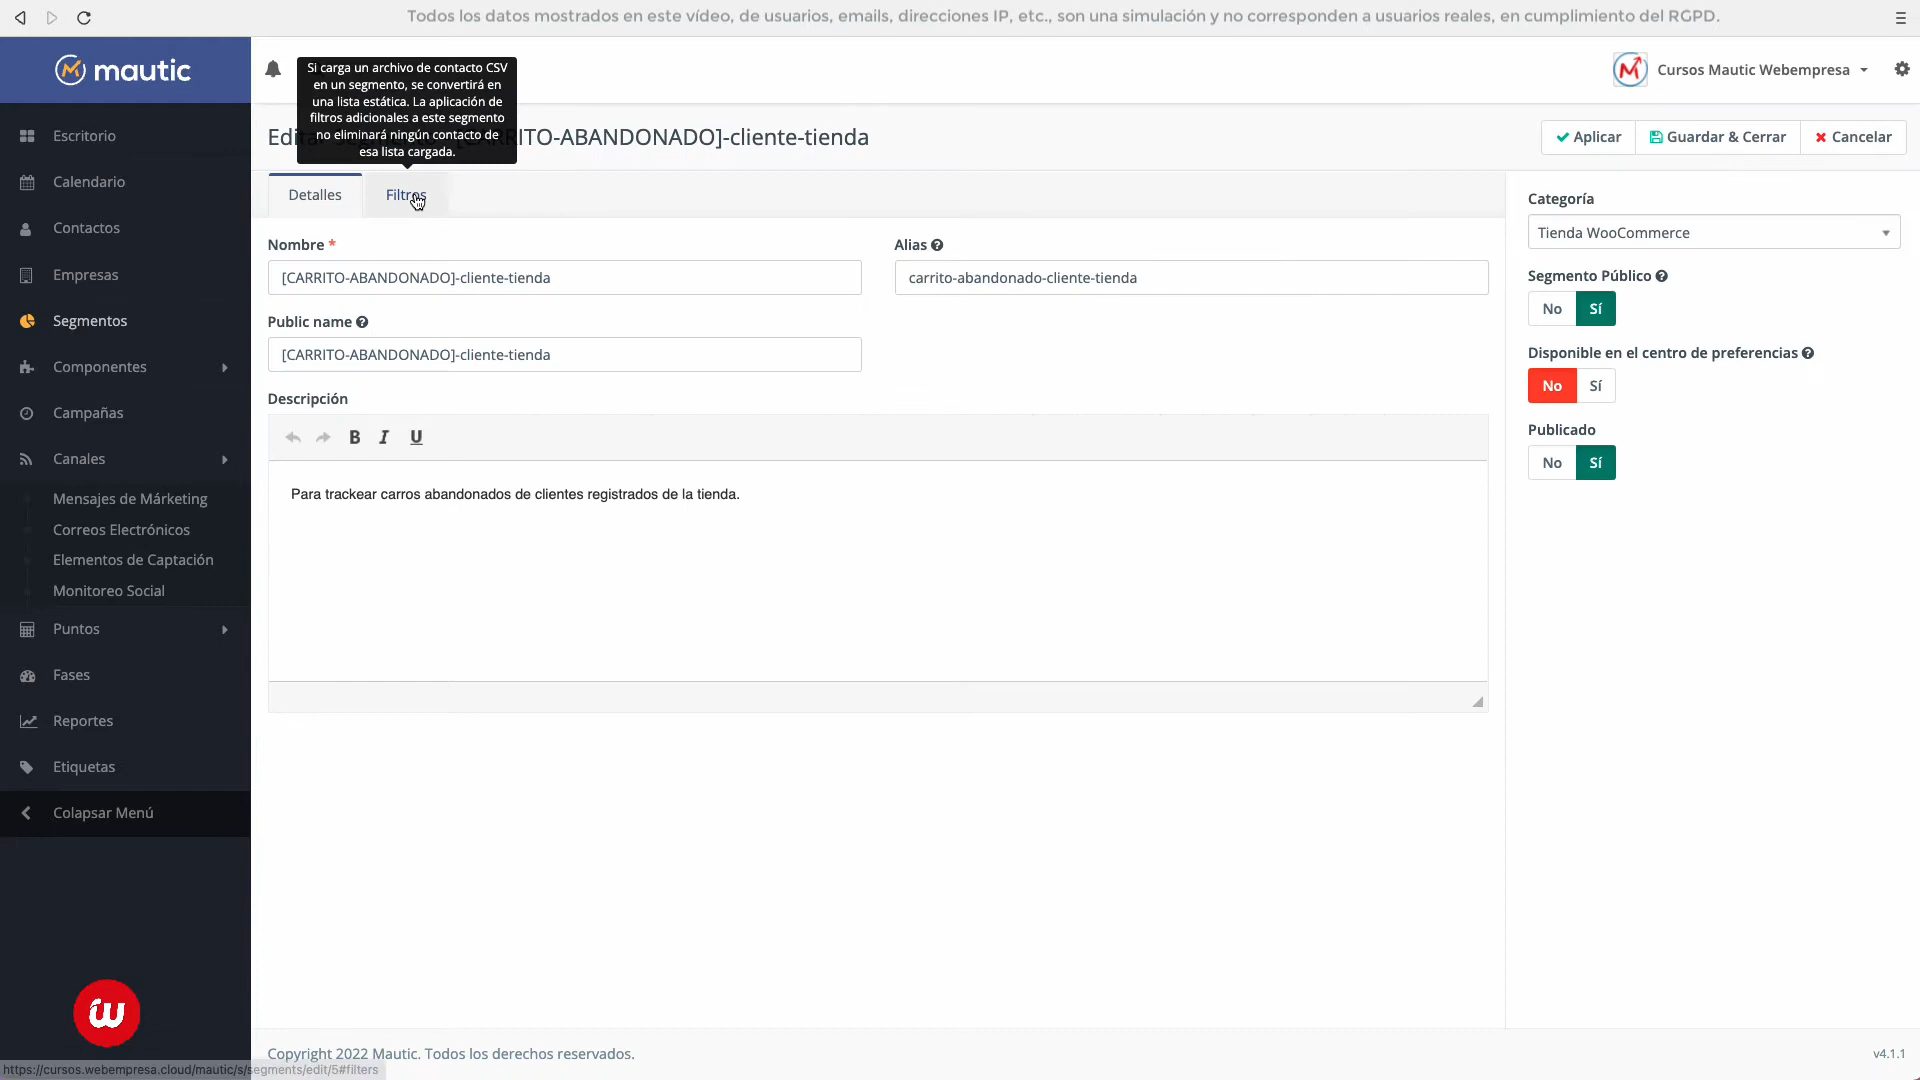 Todos los datos mostrados en este vídeo, de usuarios, emails, direcciones IP, etc., son una simulación y no corresponden a usuarios reales, en cumplimiento del RGPD.
mautic
Si carga un archivo de contacto CSV
en un segmento, se convertirá en
una lista estática. La aplicación de
filtros adicionales a este segmento
no eliminará ningún contacto de
esa lista cargada.
Cursos Mautic Webempresa
[CARRITO-ABANDONADO]-cliente-tienda
Aplicar
Guardar & Cerrar
Cancelar
Escritorio
Calendario
Contactos
Empresas
Segmentos
Componentes
Campañas
Canales
Mensajes de Márketing
Correos Electrónicos
Elementos de Captación
Monitoreo Social
Puntos
Fases
Reportes
Etiquetas
Colapsar Menú
Detalles
Filtros
Nombre *
[CARRITO-ABANDONADO]-cliente-tienda
Alias
carrito-abandonado-cliente-tienda
Public name
[CARRITO-ABANDONADO]-cliente-tienda
Descripción
B I U
Para trackear carros abandonados de clientes registrados de la tienda.
Categoría
Tienda WooCommerce
Segmento Público
No Sí
Disponible en el centro de preferencias
No Sí
Publicado
No Sí
Copyright 2022 Mautic. Todos los derechos reservados.
v4.1.1
https://cursos.webempresa.cloud/mautic/s/segments/edit/5#filters